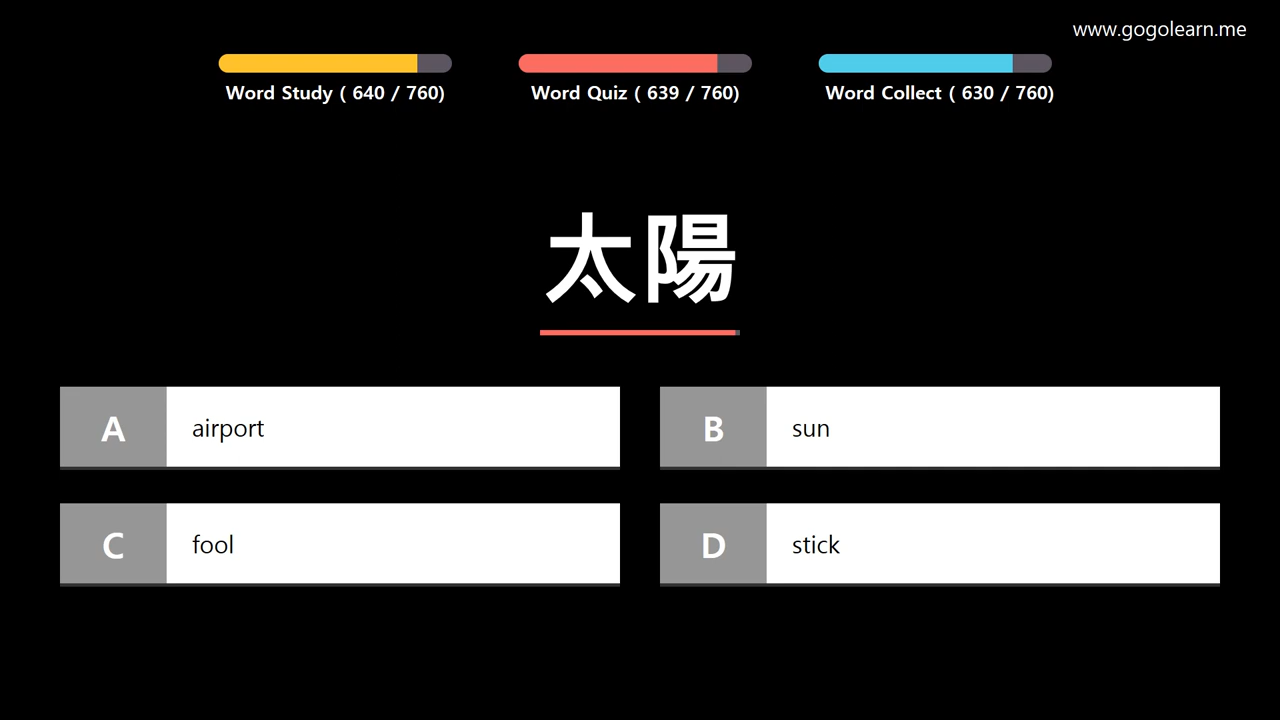 www.gogolearn.me
Word Study ( 640 / 760)
Word Quiz ( 639 / 760)
Word Collect ( 630 / 760)
太陽
A airport
B sun
C fool
D stick